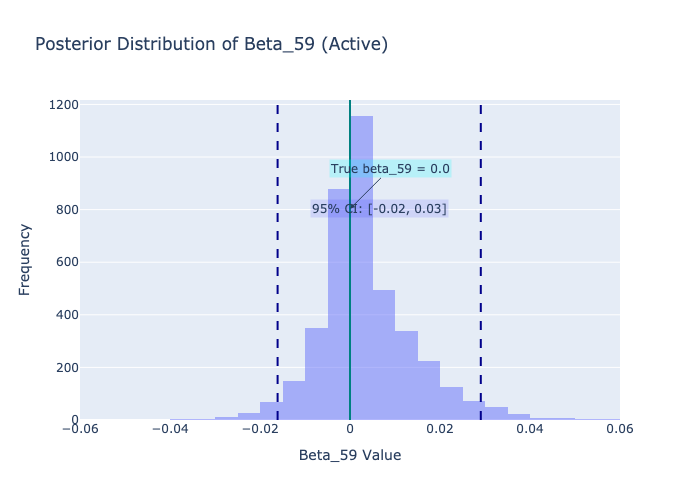 Posterior Distribution of Beta_59 (Active)
1200
1000
800
600
400
200
0
Frequency
True beta_59 = 0.0
95% CI: [-0.02, 0.03]
−0.06
−0.04
−0.02
0
0.02
0.04
0.06
Beta_59 Value